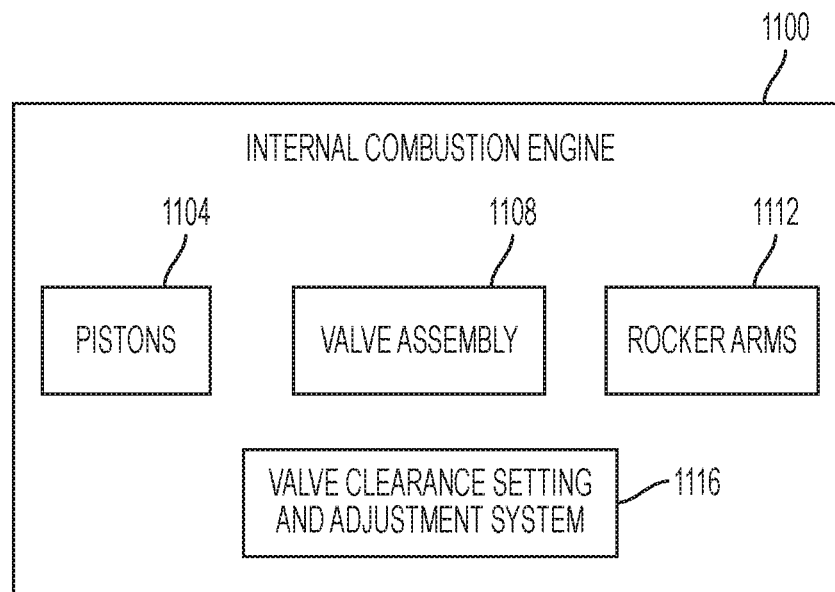 1100
INTERNAL COMBUSTION ENGINE
1104
1108
1112
PISTONS
VALVE ASSEMBLY
ROCKER ARMS
VALVE CLEARANCE SETTING
AND ADJUSTMENT SYSTEM
1116